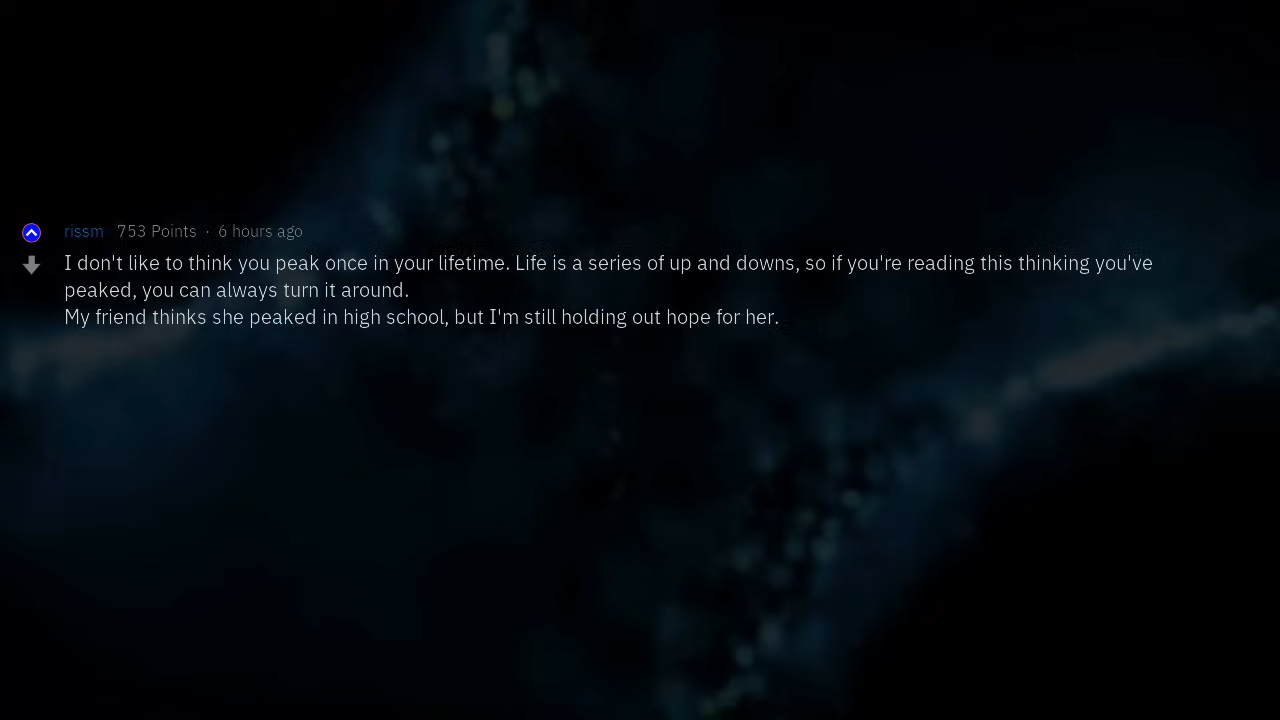 rissm 753 Points · 6 hours ago
I don't like to think you peak once in your lifetime. Life is a series of up and downs, so if you're reading this thinking you've
peaked, you can always turn it around.
My friend thinks she peaked in high school, but I'm still holding out hope for her.